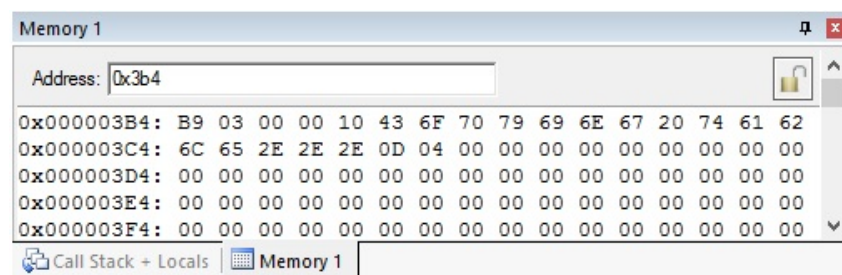 Memory 1
Address: 0x3b4
0x000003B4: B9 03 00 00 10 43 6F 70 79 69 6E 67 20 74 61 62
0x000003C4: 6C 65 2E 2E 2E 0D 04 00 00 00 00 00 00 00 00 00
0x000003D4: 00 00 00 00 00 00 00 00 00 00 00 00 00 00 00 00
0x000003E4: 00 00 00 00 00 00 00 00 00 00 00 00 00 00 00 00
0x000003F4: 00 00 00 00 00 00 00 00 00 00 00 00 00 00 00 00
Call Stack + Locals Memory 1